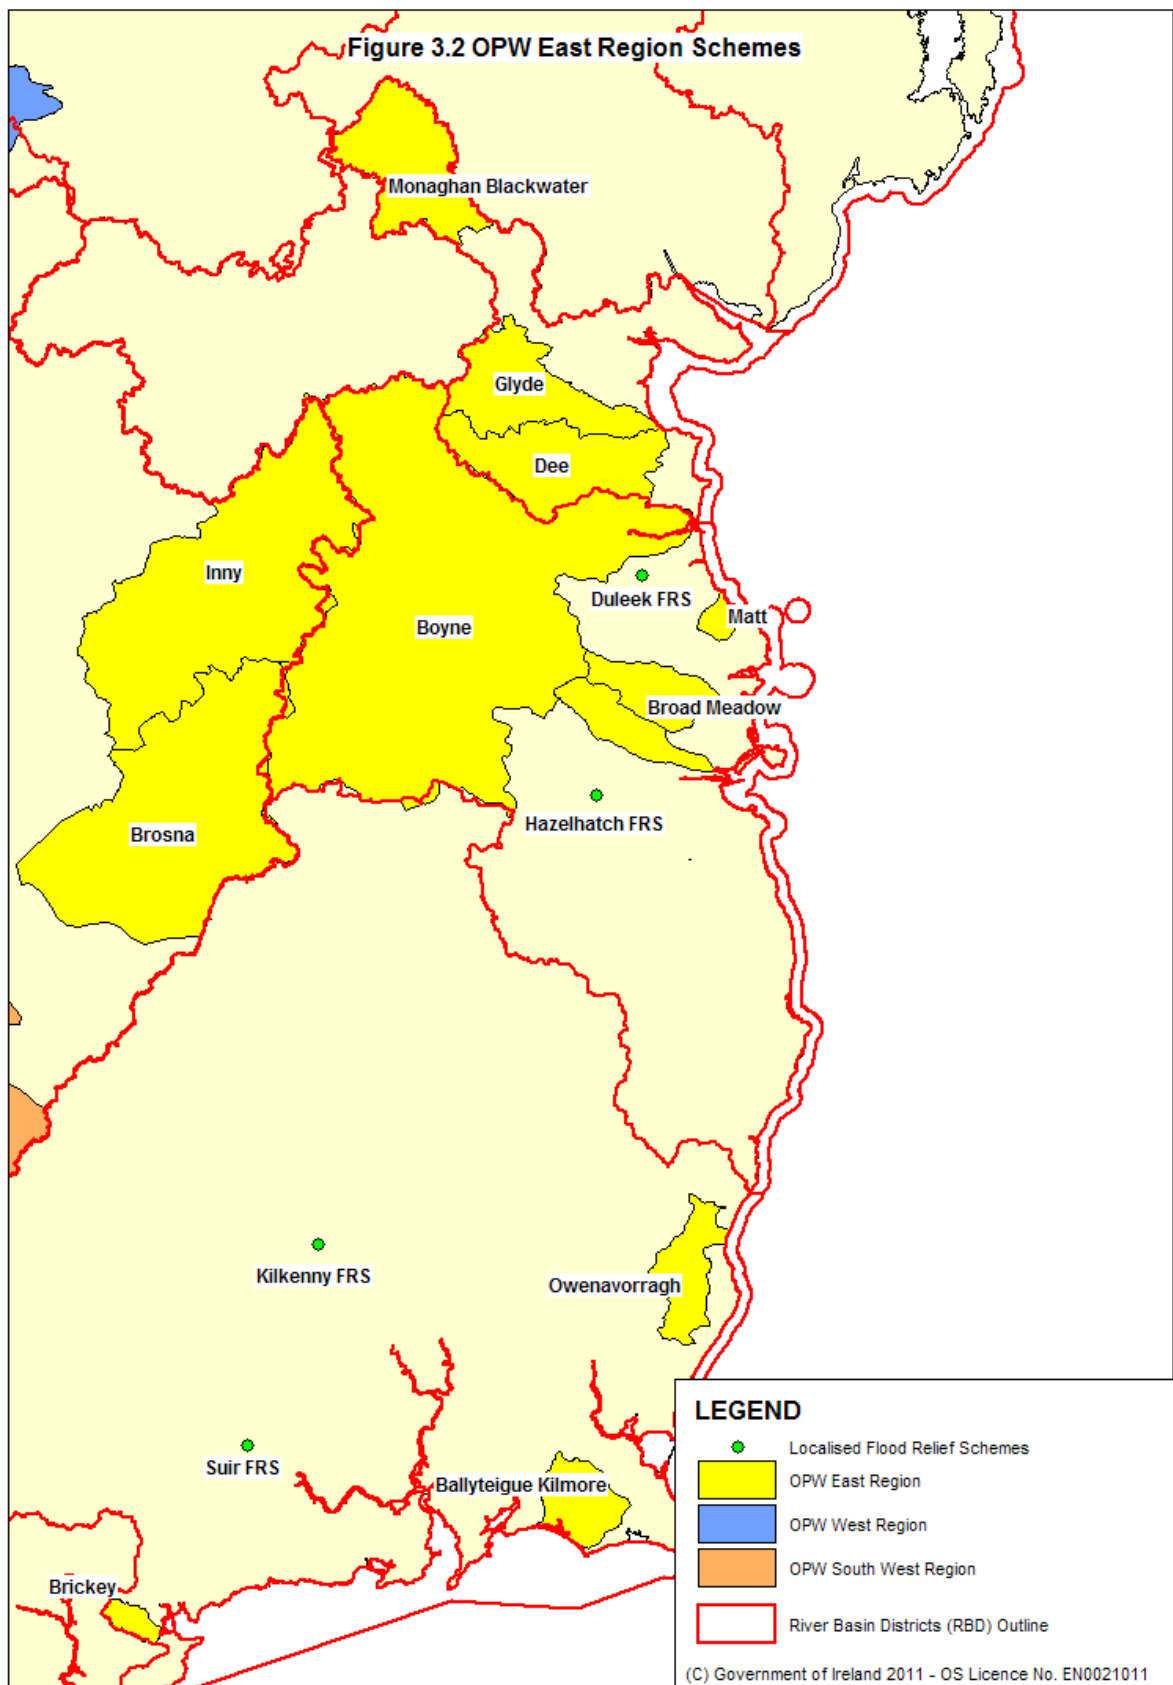 Figure 3.2 OPW East Region Schemes
Monaghan Blackwater
Glyde
Dee
Inny
Duleek FRS
Matt
Boyne
Broad Meadow
Hazelhatch FRS
Brosna
Kilkenny FRS
Owenavorragh
Suir FRS
Ballyteigue Kilmore
Brickey
LEGEND
Localised Flood Relief Schemes
OPW East Region
OPW West Region
OPW South West Region
River Basin Districts (RBD) Outline
(C) Government of Ireland 2011 - OS Licence No. EN0021011